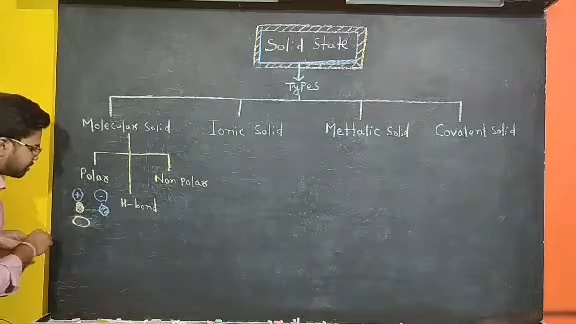 Solid State
Types
Molecular Solid Ionic Solid Mettalic Solid Covalent Solid
Polar Non Polar
H-bond
+ -